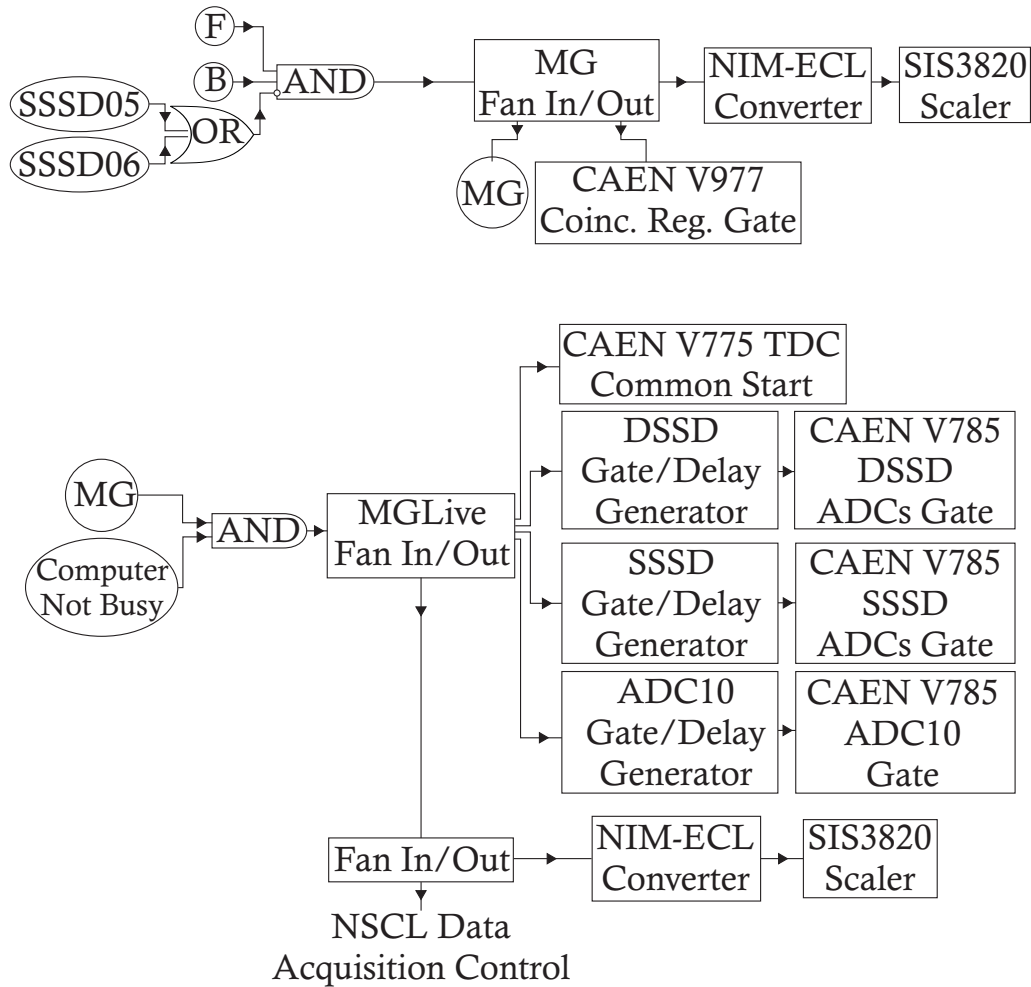 F
B
AND
SSSD05
OR
SSSD06
MG
Fan In/Out
NIM-ECL
Converter
SIS3820
Scaler
MG
CAEN V977
Coinc. Reg. Gate
CAEN V775 TDC
Common Start
DSSD
Gate/Delay
Generator
CAEN V785
DSSD
ADCs Gate
MG
Computer
Not Busy
AND
MGLive
Fan In/Out
SSSD
Gate/Delay
Generator
CAEN V785
SSSD
ADCs Gate
ADC10
Gate/Delay
Generator
CAEN V785
ADC10
Gate
Fan In/Out
NIM-ECL
Converter
SIS3820
Scaler
NSCL Data
Acquisition Control